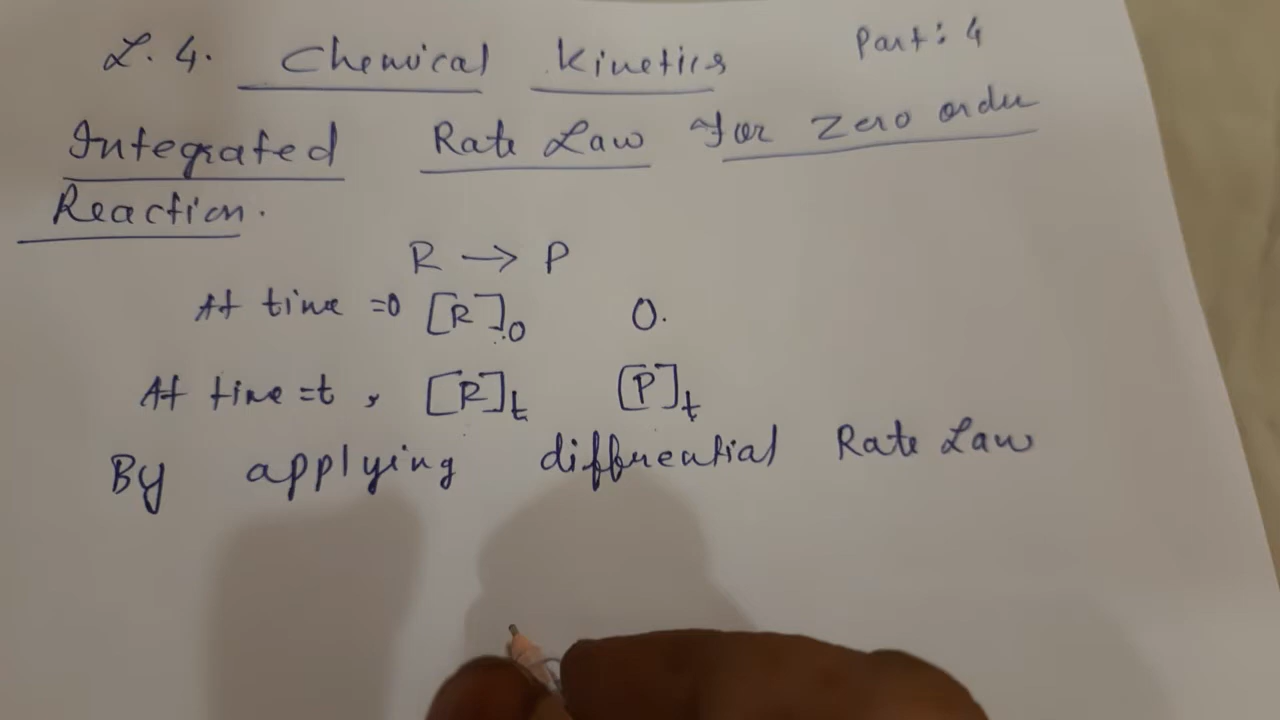 L. 4. Chemical Kinetics Part: 4
Integrated Rate Law for Zero order
Reaction.
R → P
At time =0 [R]₀ 0.
At time =t, [R]ₜ [P]ₜ
By applying differential Rate Law